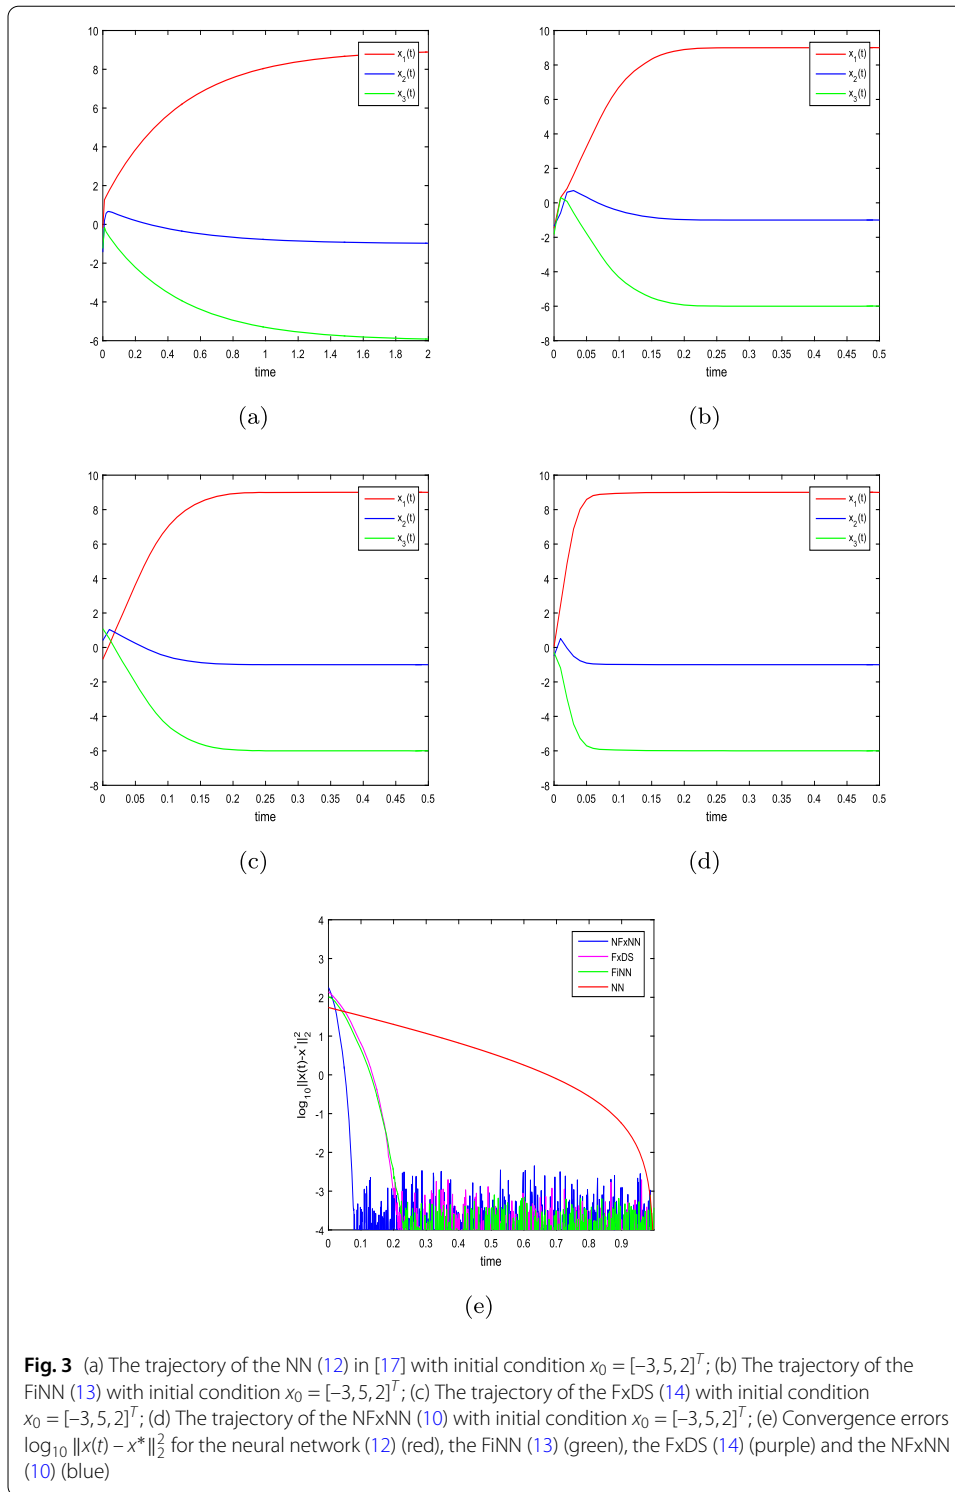 10
8
6
4
2
0
-2
-4
-6
0 0.2 0.4 0.6 0.8 1 1.2 1.4 1.6 1.8 2
time
x1(t)
x2(t)
x3(t)
(a)
10
8
6
4
2
0
-2
-4
-6
-8
0 0.05 0.1 0.15 0.2 0.25 0.3 0.35 0.4 0.45 0.5
time
x1(t)
x2(t)
x3(t)
(b)
10
8
6
4
2
0
-2
-4
-6
-8
0 0.05 0.1 0.15 0.2 0.25 0.3 0.35 0.4 0.45 0.5
time
x1(t)
x2(t)
x3(t)
(c)
10
8
6
4
2
0
-2
-4
-6
-8
0 0.05 0.1 0.15 0.2 0.25 0.3 0.35 0.4 0.45 0.5
time
x1(t)
x2(t)
x3(t)
(d)
4
3
2
1
0
-1
-2
-3
-4
log10||x(t)-x*||₂²
0 0.1 0.2 0.3 0.4 0.5 0.6 0.7 0.8 0.9
time
NFxNN
FxDS
FiNN
NN
(e)
Fig. 3 (a) The trajectory of the NN (12) in [17] with initial condition x₀ = [–3, 5, 2]ᵀ; (b) The trajectory of the
FiNN (13) with initial condition x₀ = [–3, 5, 2]ᵀ; (c) The trajectory of the FxDS (14) with initial condition
x₀ = [–3, 5, 2]ᵀ; (d) The trajectory of the NFxNN (10) with initial condition x₀ = [–3, 5, 2]ᵀ; (e) Convergence errors
log₁₀ ‖x(t) – x*‖₂² for the neural network (12) (red), the FiNN (13) (green), the FxDS (14) (purple) and the NFxNN
(10) (blue)